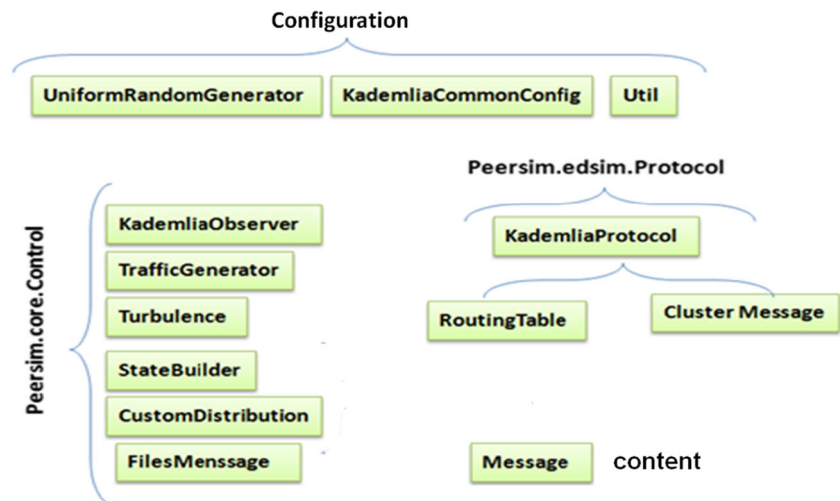 Configuration
UniformRandomGenerator
KademliaCommonConfig
Util
Peersim.core.Control
KademliaObserver
TrafficGenerator
Turbulence
StateBuilder
CustomDistribution
FilesMenssage
Peersim.edsim.Protocol
KademliaProtocol
RoutingTable
Cluster Message
Message
content